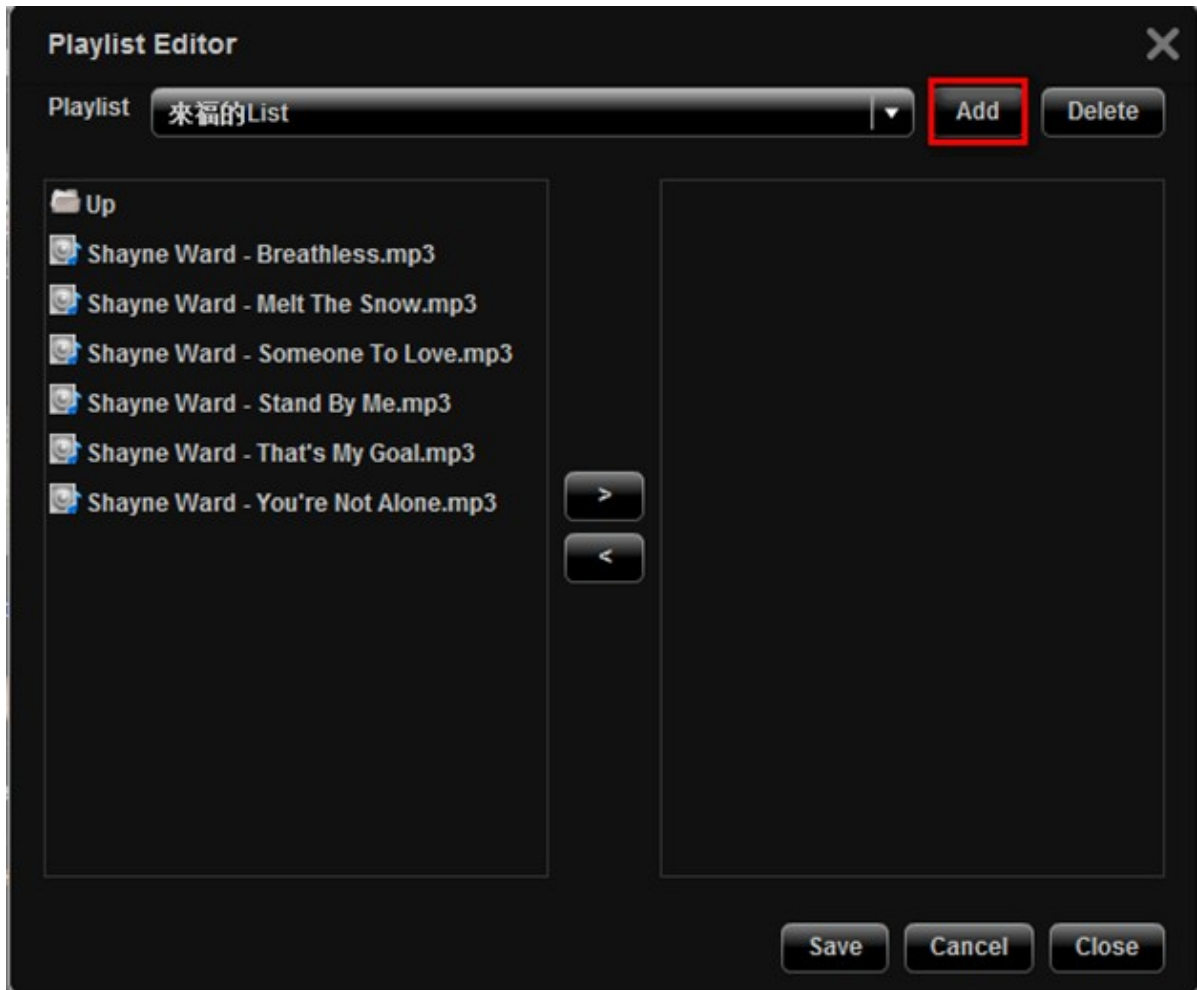 Playlist Editor
Playlist 來福的List Add Delete
Up
Shayne Ward - Breathless.mp3
Shayne Ward - Melt The Snow.mp3
Shayne Ward - Someone To Love.mp3
Shayne Ward - Stand By Me.mp3
Shayne Ward - That's My Goal.mp3
Shayne Ward - You're Not Alone.mp3
>
<
Save Cancel Close